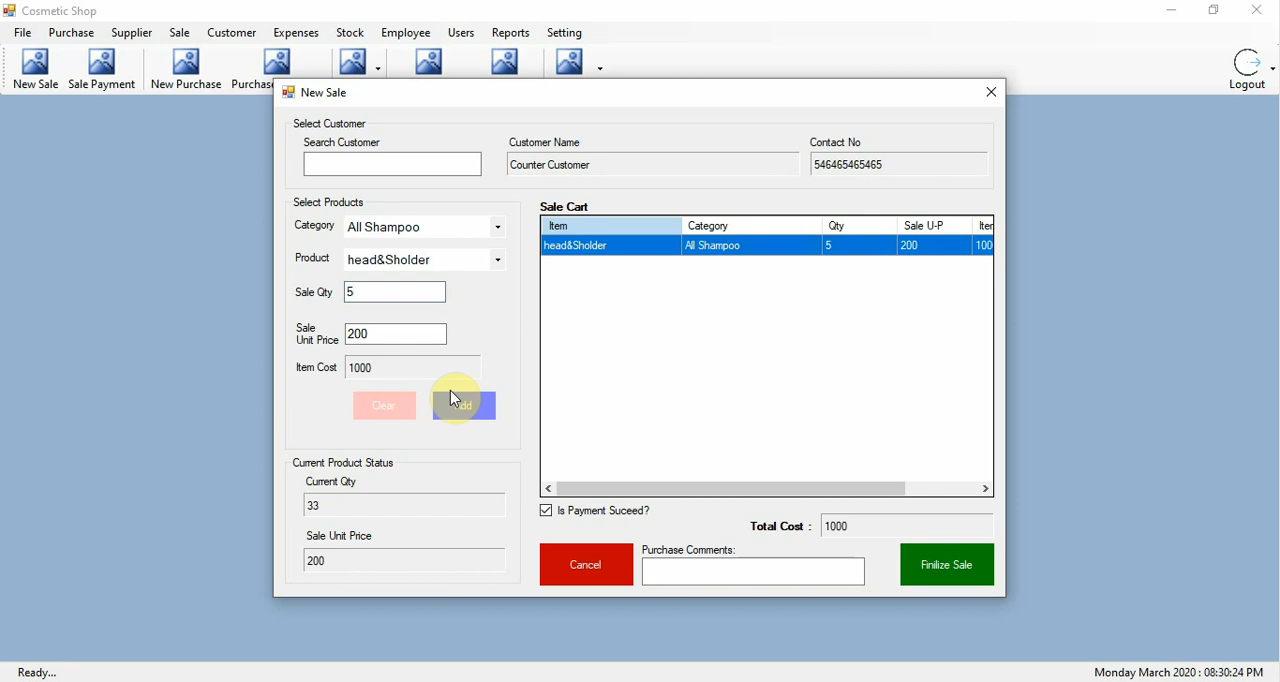 Cosmetic Shop
File Purchase Supplier Sale Customer Expenses Stock Employee Users Reports Setting
New Sale Sale Payment New Purchase Logout
New Sale
Select Customer
Search Customer Customer Name Contact No
Counter Customer 546465465465
Select Products
Category All Shampoo
Product head&Sholder
Sale Qty 5
Sale
Unit Price 200
Item Cost 1000
Clear
Current Product Status
Current Qty
33
Sale Unit Price
200
Sale Cart
Item Category Qty Sale U-P
head&Sholder All Shampoo 5 200
Is Payment Suceed?
Total Cost : 1000
Cancel
Purchase Comments:
Finilize Sale
Ready... Monday March 2020 : 08:30:24 PM